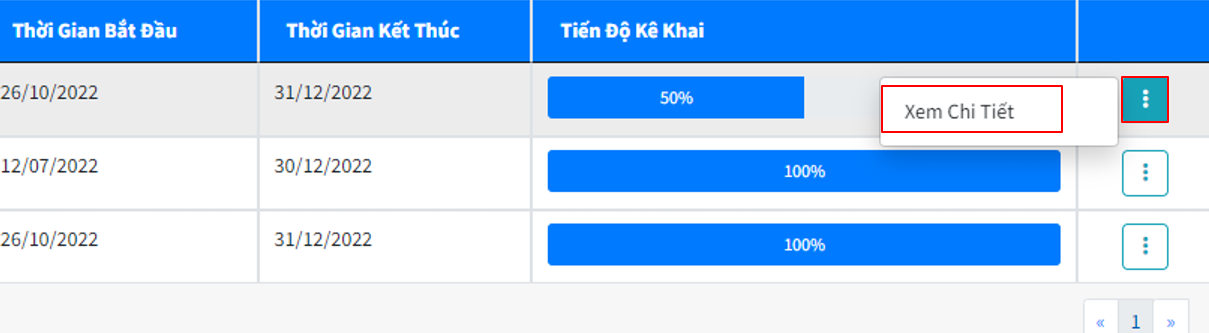 Thời Gian Bắt Đầu Thời Gian Kết Thúc Tiến Độ Kê Khai
26/10/2022 31/12/2022 50% Xem Chi Tiết
12/07/2022 30/12/2022 100%
26/10/2022 31/12/2022 100%
« 1 »